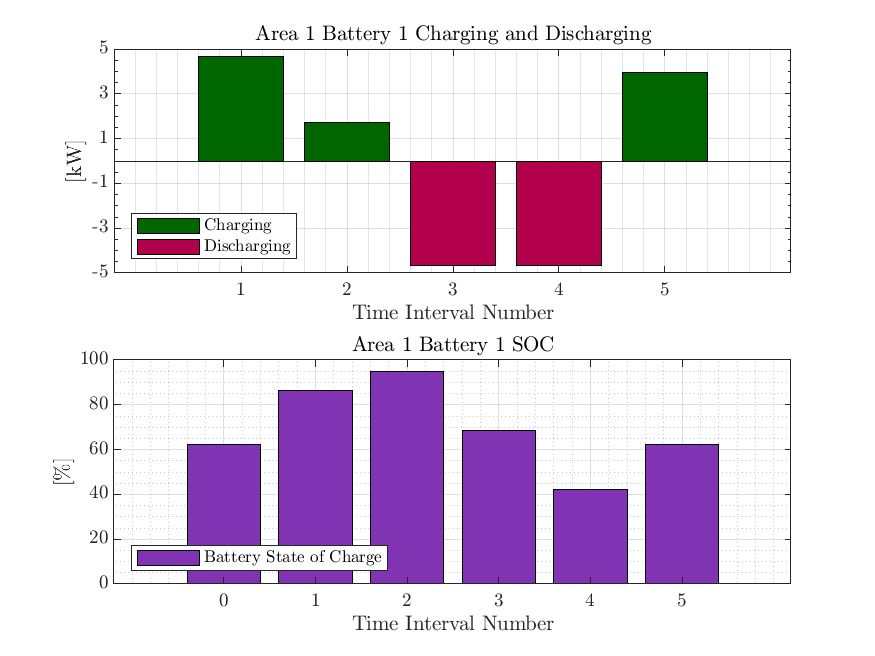 Area 1 Battery 1 Charging and Discharging
5
3
1
-1
-3
-5
[kW]
Charging
Discharging
1 2 3 4 5
Time Interval Number
Area 1 Battery 1 SOC
100
80
60
40
20
0
[%]
Battery State of Charge
0 1 2 3 4 5
Time Interval Number